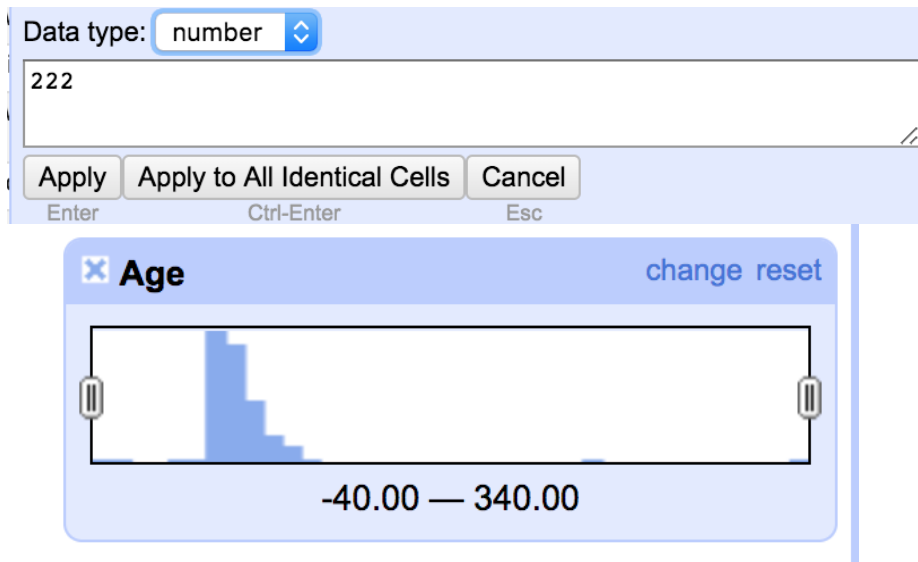 Data type: number
222
Apply Apply to All Identical Cells Cancel
Enter Ctrl-Enter Esc
Age change reset
-40.00 — 340.00